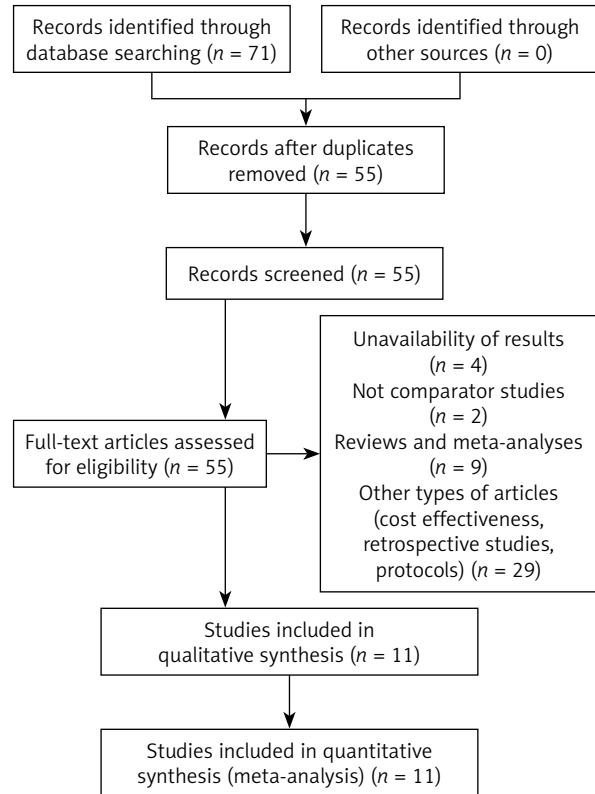 Records identified through
database searching (n = 71)
Records identified through
other sources (n = 0)
Records after duplicates
removed (n = 55)
Records screened (n = 55)
Unavailability of results
(n = 4)
Not comparator studies
(n = 2)
Reviews and meta-analyses
(n = 9)
Other types of articles
(cost effectiveness,
retrospective studies,
protocols) (n = 29)
Full-text articles assessed
for eligibility (n = 55)
Studies included in
qualitative synthesis (n = 11)
Studies included in quantitative
synthesis (meta-analysis) (n = 11)